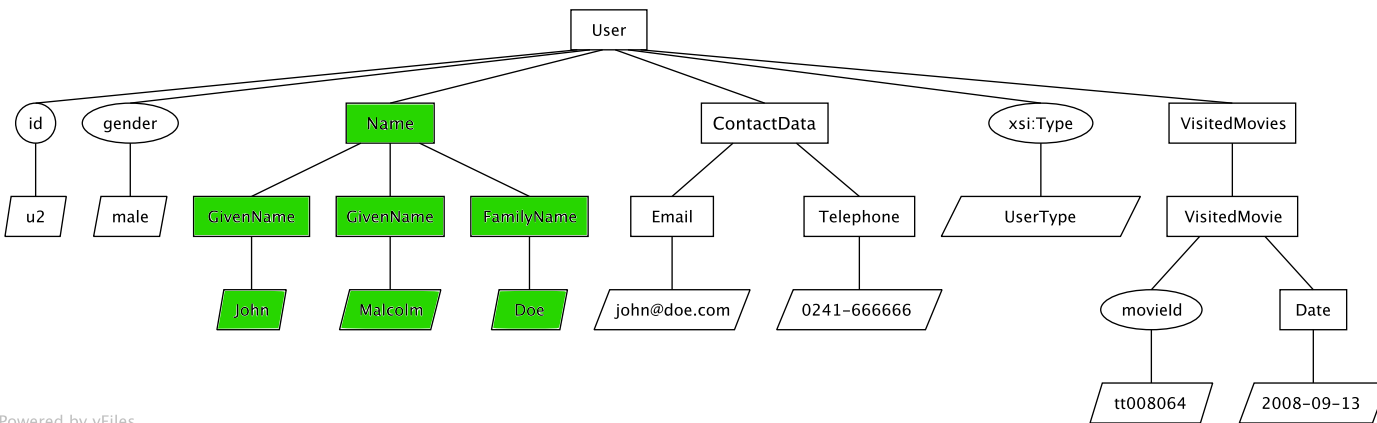 User
id
gender
Name
ContactData
xsi:Type
VisitedMovies
u2
male
GivenName
GivenName
FamilyName
Email
Telephone
UserType
VisitedMovie
John
Malcolm
Doe
john@doe.com
0241-666666
movieId
Date
tt008064
2008-09-13
Powered by yFiles